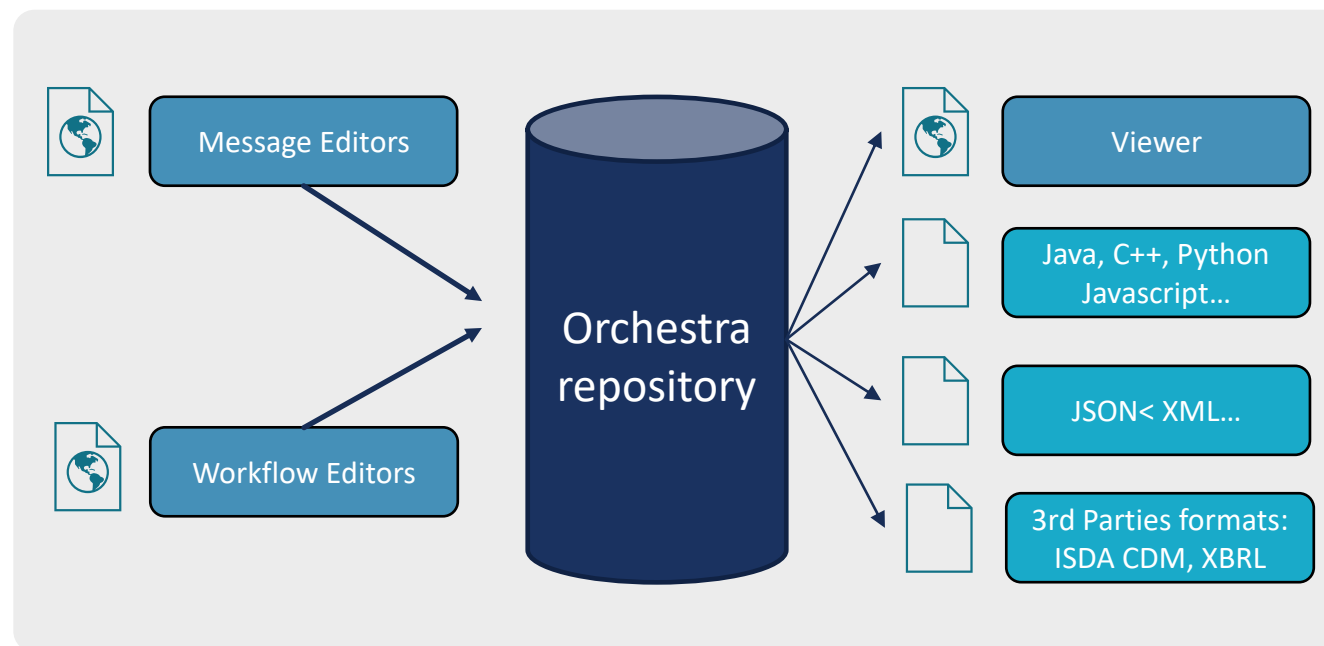 Message Editors
Workflow Editors
Orchestra
repository
Viewer
Java, C++, Python
Javascript…
JSON< XML…
3rd Parties formats:
ISDA CDM, XBRL